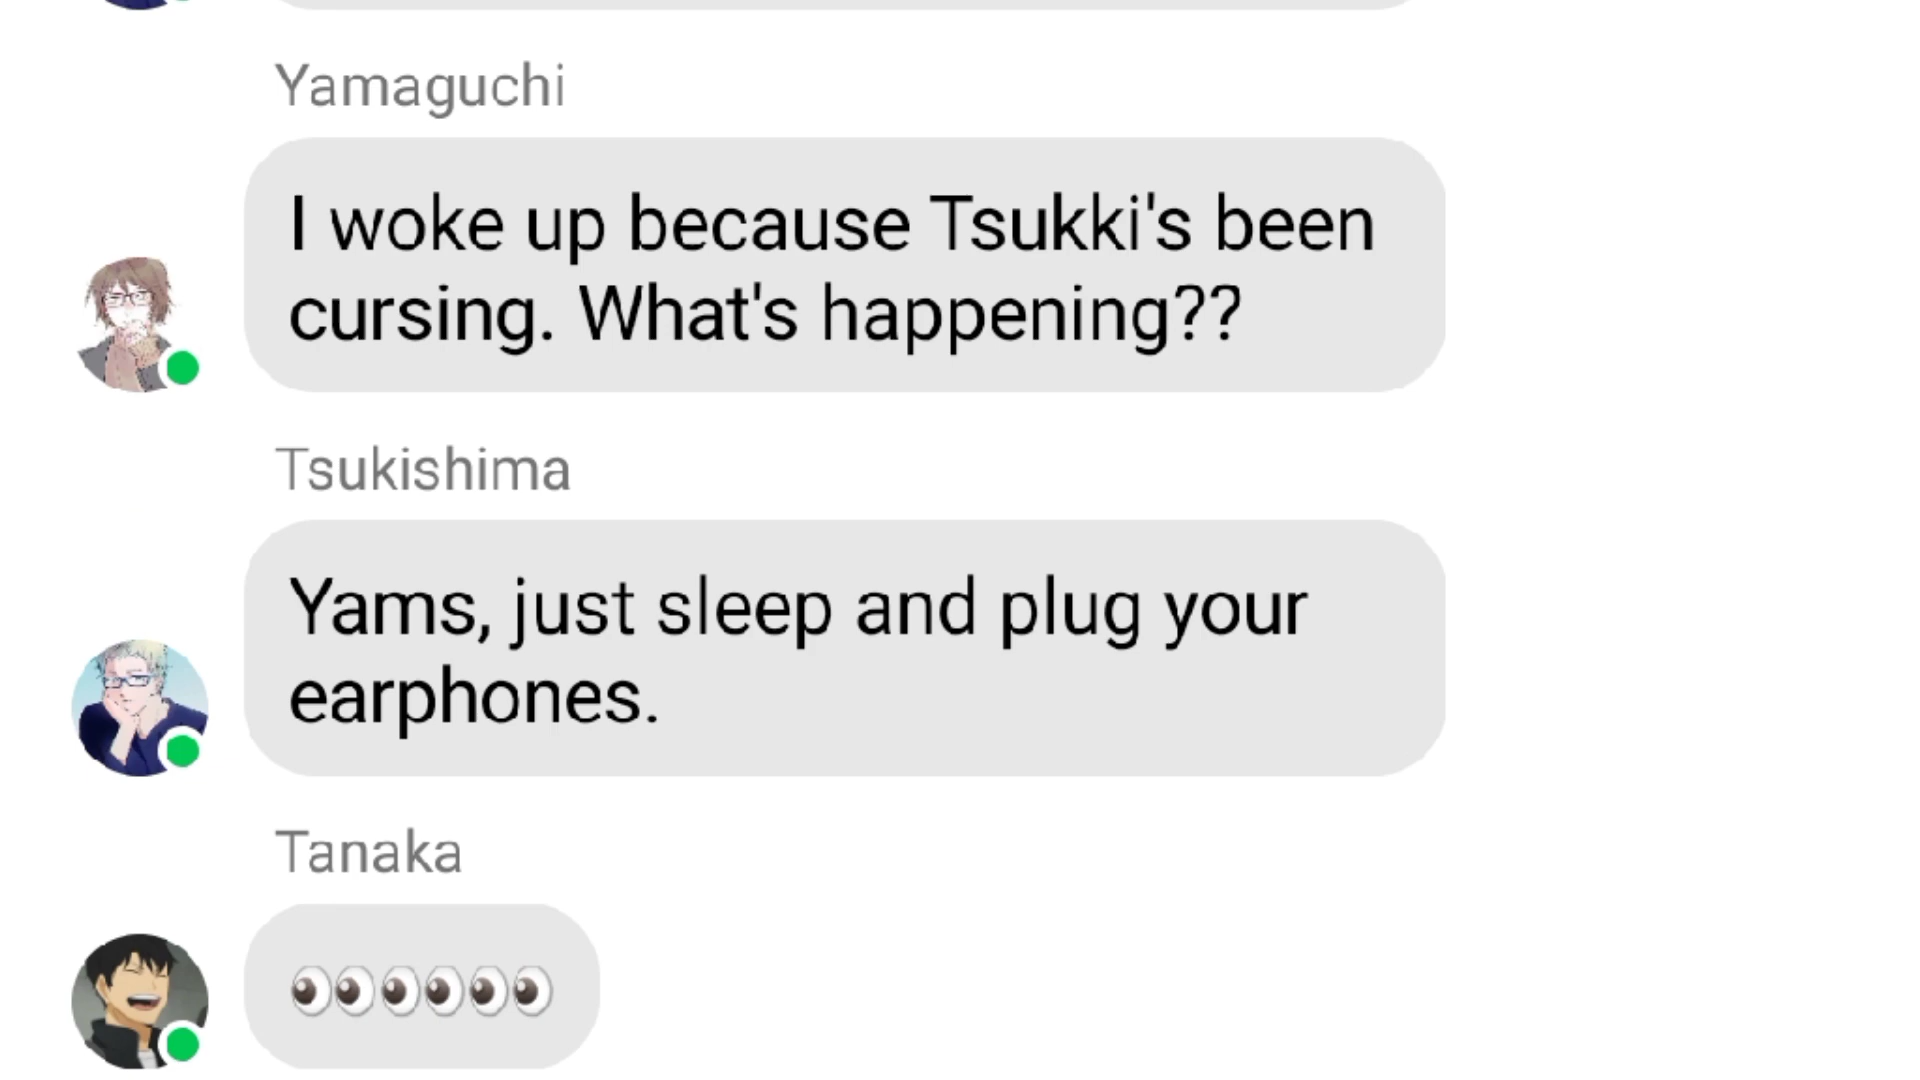 Yamaguchi
I woke up because Tsukki's been
cursing. What's happening??
Tsukishima
Yams, just sleep and plug your
earphones.
Tanaka
👀👀👀